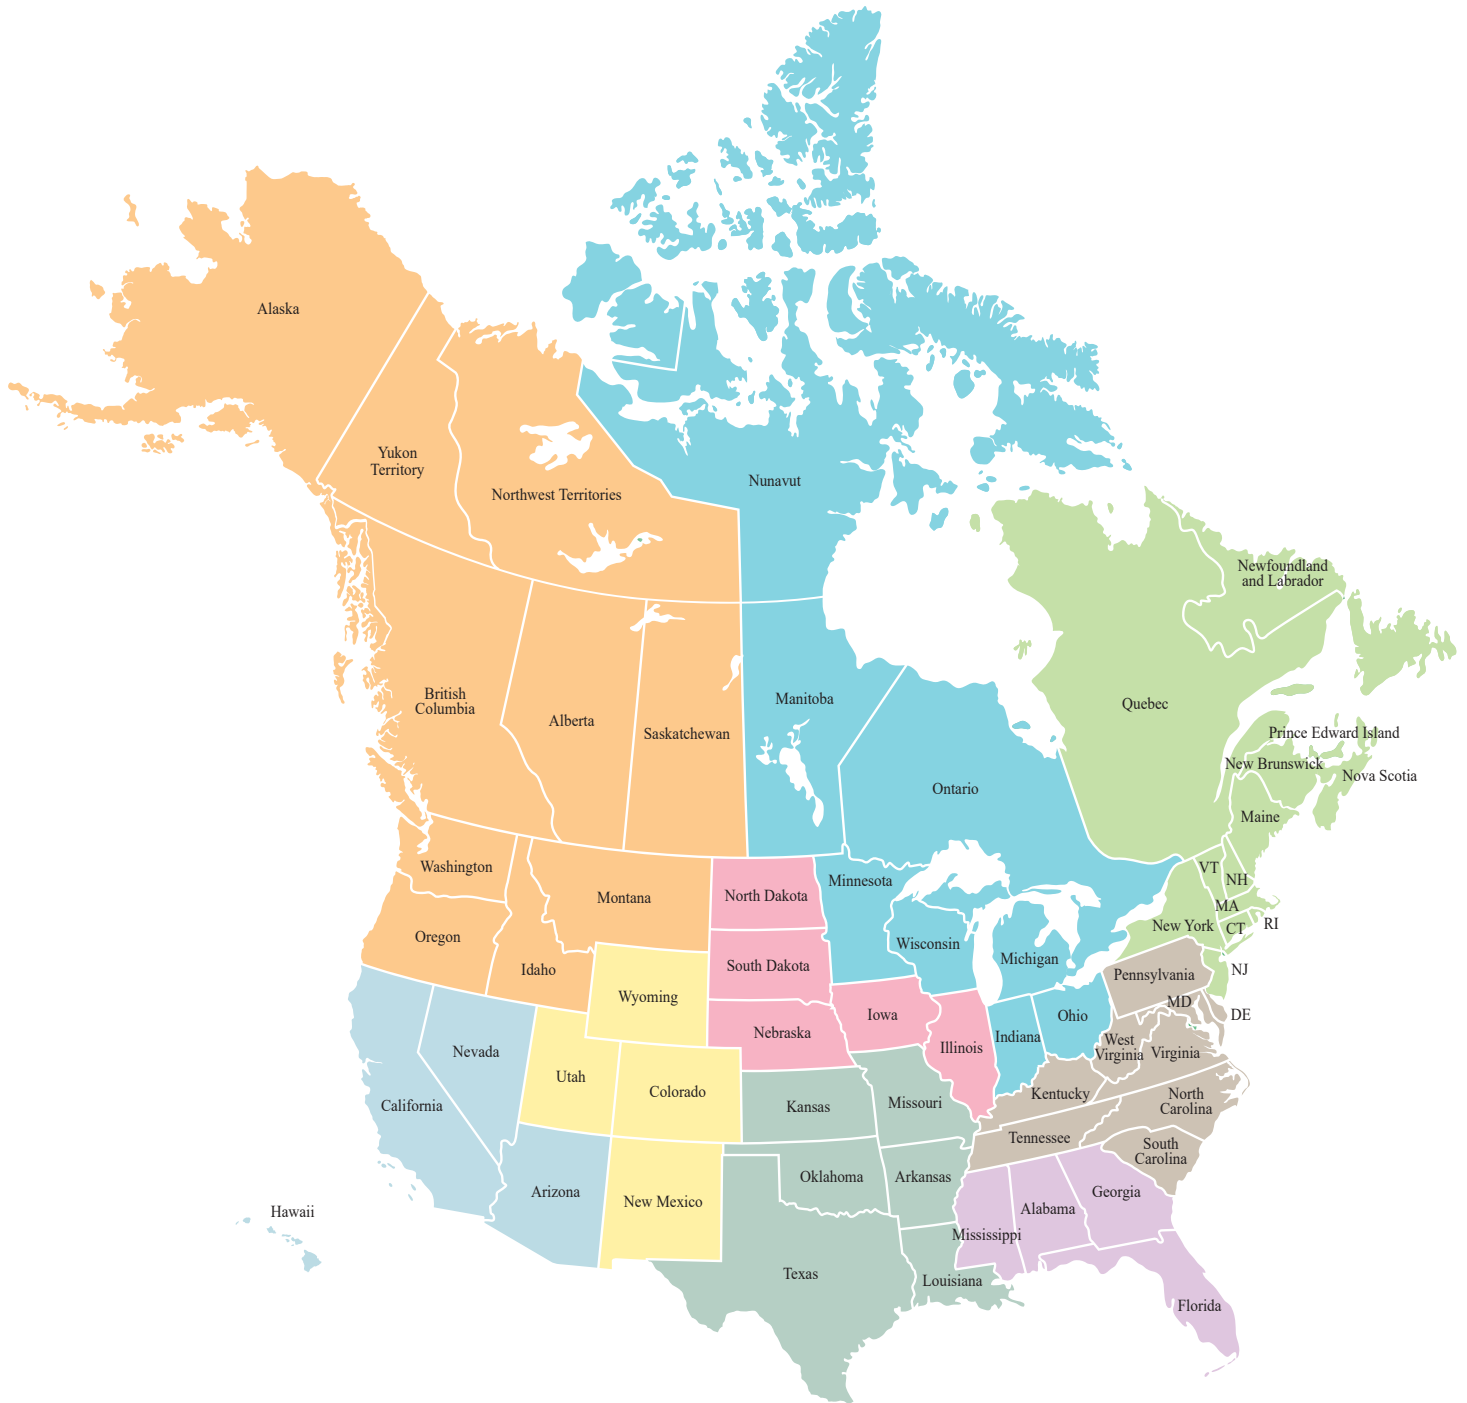 Alaska
Yukon
Territory
Northwest Territories
Nunavut
Newfoundland
and Labrador
British
Columbia
Alberta
Saskatchewan
Manitoba
Quebec
Ontario
Prince Edward Island
New Brunswick
Nova Scotia
Maine
Washington
Montana
North Dakota
Minnesota
VT
NH
MA
RI
CT
New York
Oregon
Idaho
South Dakota
Wisconsin
Michigan
Pennsylvania
NJ
Wyoming
Nebraska
Iowa
Illinois
Indiana
Ohio
MD
DE
West
Virginia
Virginia
Nevada
Utah
Colorado
California
Kansas
Missouri
Kentucky
North
Carolina
Tennessee
South
Carolina
Arizona
New Mexico
Oklahoma
Arkansas
Mississippi
Alabama
Georgia
Hawaii
Texas
Louisiana
Florida